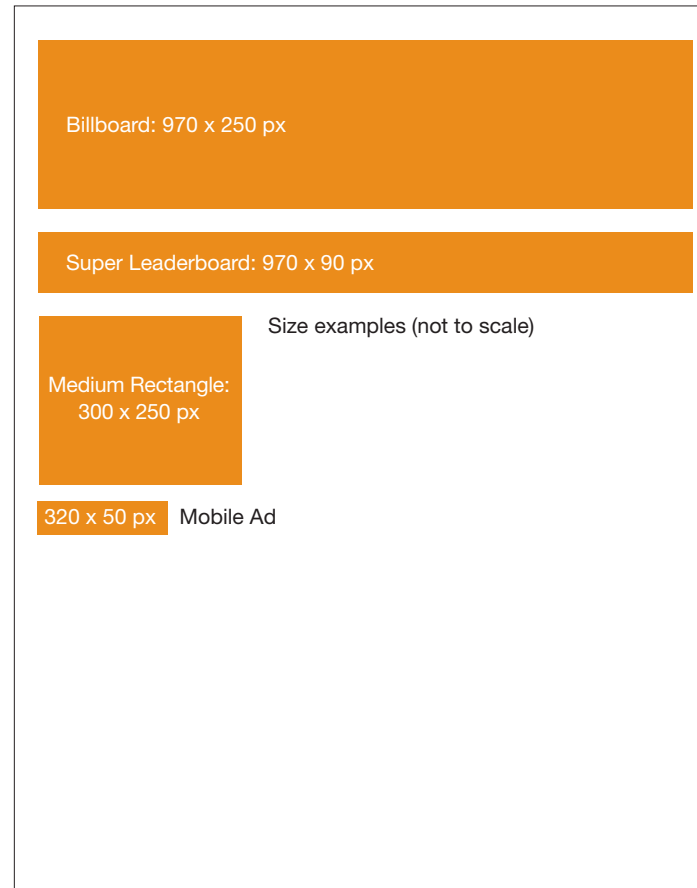 Billboard: 970 x 250 px
Super Leaderboard: 970 x 90 px
Size examples (not to scale)
Medium Rectangle:
300 x 250 px
320 x 50 px Mobile Ad